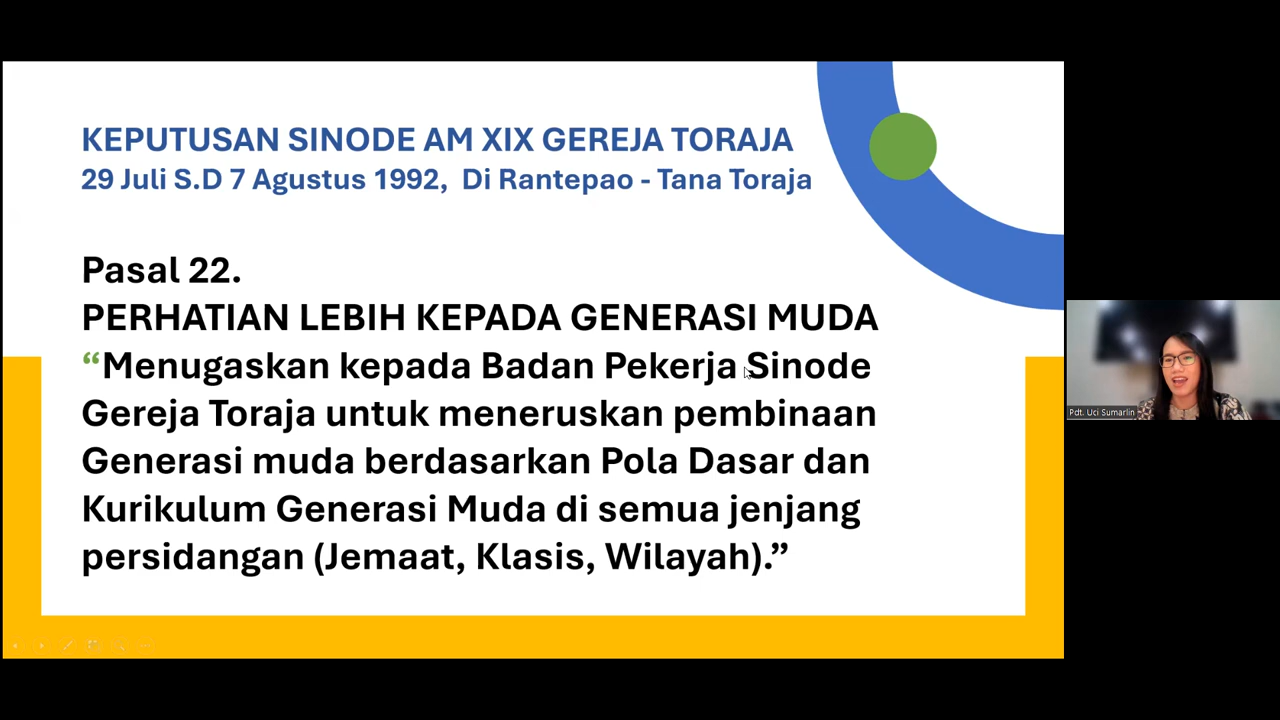 KEPUTUSAN SINODE AM XIX GEREJA TORAJA
29 Juli S.D 7 Agustus 1992, Di Rantepao - Tana Toraja
Pasal 22.
PERHATIAN LEBIH KEPADA GENERASI MUDA
“Menugaskan kepada Badan Pekerja Sinode
Gereja Toraja untuk meneruskan pembinaan
Generasi muda berdasarkan Pola Dasar dan
Kurikulum Generasi Muda di semua jenjang
persidangan (Jemaat, Klasis, Wilayah).”
Pdt. Uci Sumarlin